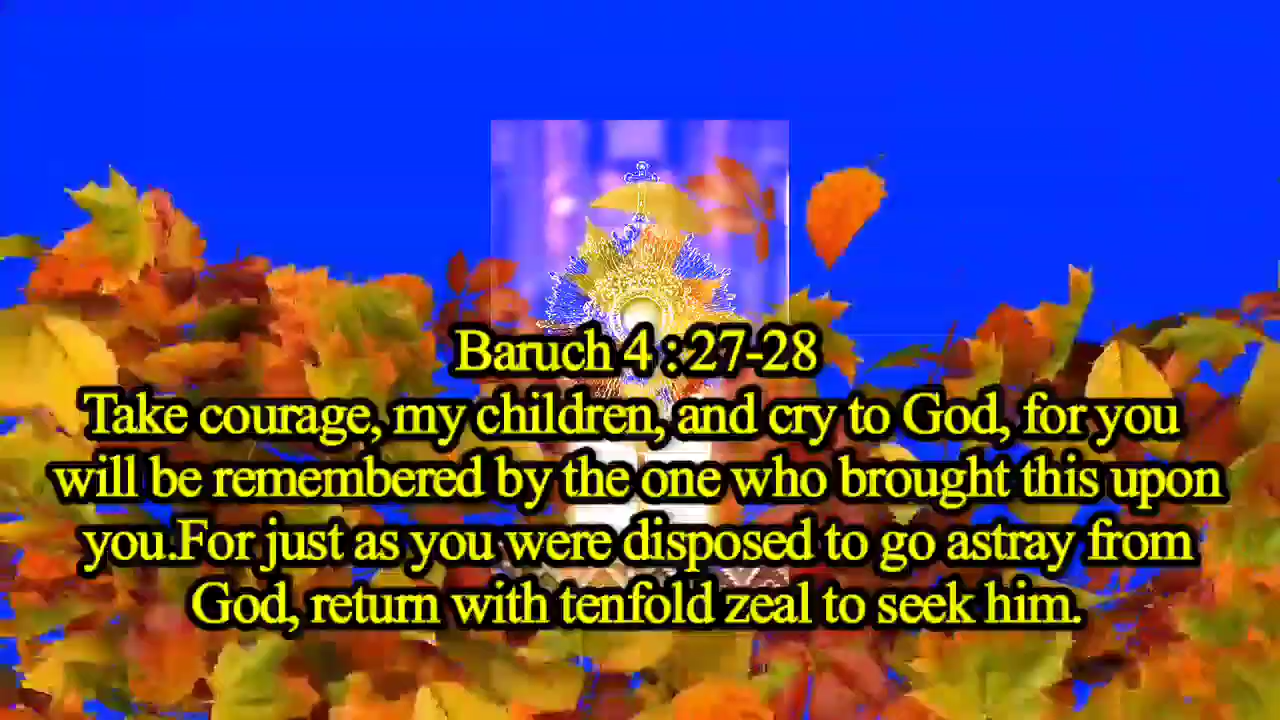 Baruch 4 :27-28
Take courage, my children, and cry to God, for you
will be remembered by the one who brought this upon
you.For just as you were disposed to go astray from
God, return with tenfold zeal to seek him.